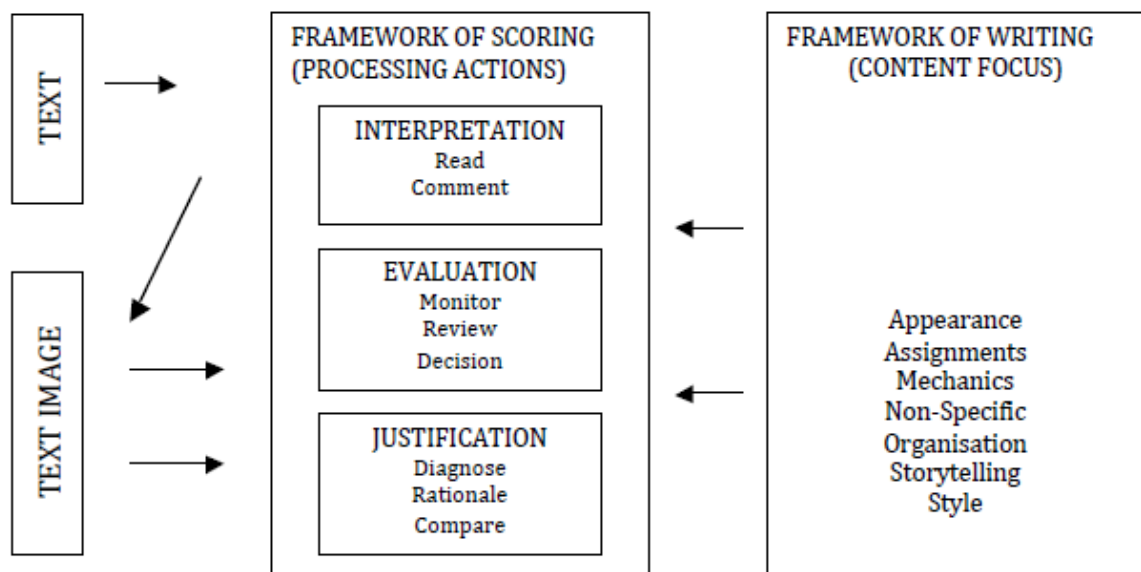 TEXT
TEXT IMAGE
FRAMEWORK OF SCORING
(PROCESSING ACTIONS)
INTERPRETATION
Read
Comment
EVALUATION
Monitor
Review
Decision
JUSTIFICATION
Diagnose
Rationale
Compare
FRAMEWORK OF WRITING
(CONTENT FOCUS)
Appearance
Assignments
Mechanics
Non-Specific
Organisation
Storytelling
Style